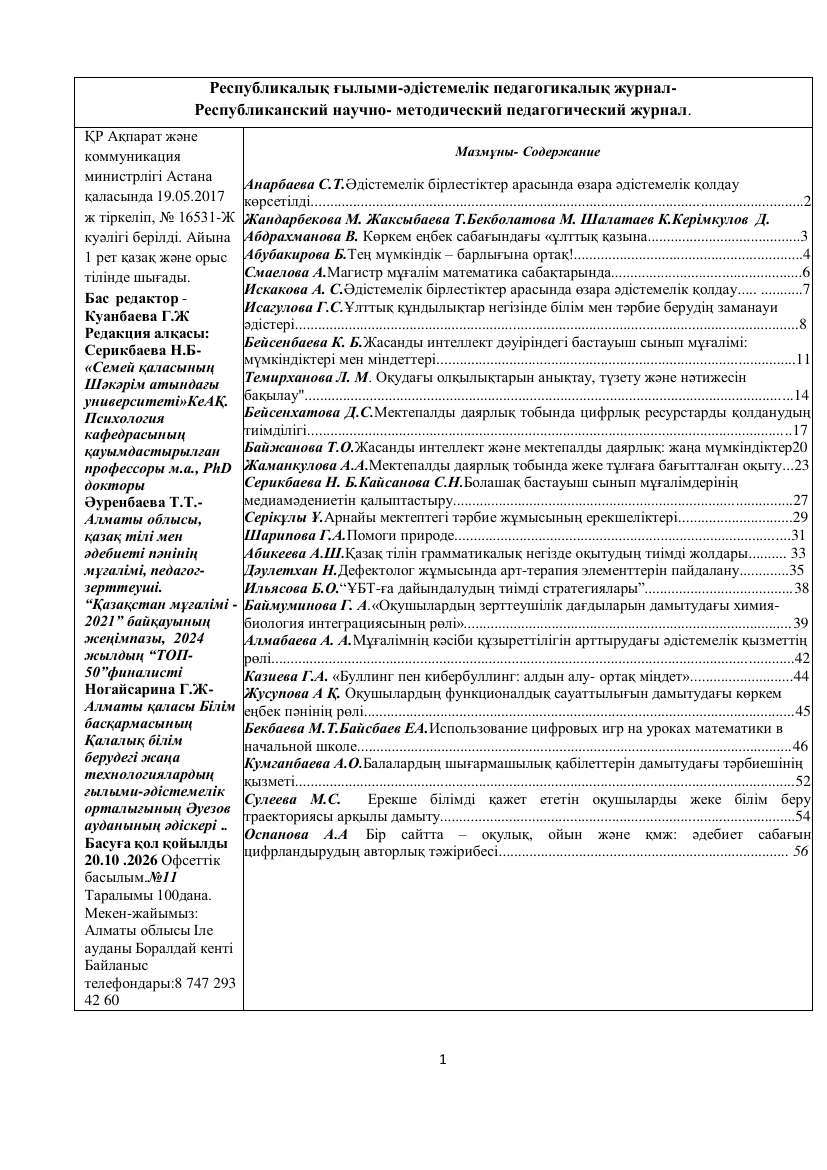 Республикалық ғылыми-әдістемелік педагогикалық журнал-
Республиканский научно- методический педагогический журнал.
ҚР Ақпарат және
коммуникация
министрлігі Астана
қаласында 19.05.2017
ж тіркеліп, № 16531-Ж
куәлігі берілді. Айына
1 рет қазақ және орыс
тілінде шығады.
Бас редактор -
Куанбаева Г.Ж
Редакция алқасы:
Серикбаева Н.Б-
«Семей қаласының
Шәкәрім атындағы
университеті»КеАҚ.
Психология
кафедрасының
қауымдастырылған
профессоры м.а., PhD
докторы
Әуренбаева Т.Т.-
Алматы облысы,
қазақ тілі мен
әдебиеті пәнінің
мұғалімі, педагог-
зерттеуші.
“Қазақстан мұғалімі -
2021” байқауының
жеңімпазы, 2024
жылдың “ТОП-
50”финалисті
Ногайсарина Г.Ж-
Алматы қаласы Білім
басқармасының
Қалалық білім
берудегі жаңа
технологиялардың
ғылыми-әдістемелік
орталығының Әуезов
ауданының әдіскері ..
Басуға қол қойылды
20.10 .2026 Офсеттік
басылым.№11
Таралымы 100дана.
Мекен-жайымыз:
Алматы облысы Іле
ауданы Боралдай кенті
Байланыс
телефондары:8 747 293
42 60
Мазмұны- Содержание
Анарбаева С.Т.Әдістемелік бірлестіктер арасында өзара әдістемелік қолдау
көрсетілді....................................................................................................................................2
Жандарбекова М. Жаксыбаева Т.Бекболатова М. Шалатаев К.Керімкулов Д.
Абдрахманова В. Көркем еңбек сабағындағы «ұлттық қазына.........................................3
Абубакирова Б.Тең мүмкіндік – барлығына ортақ!.............................................................4
Смаелова А.Магистр мұғалім математика сабақтарында...................................................6
Искакова А. С.Әдістемелік бірлестіктер арасында өзара әдістемелік қолдау..... ...........7
Исагулова Г.С.Ұлттық құндылықтар негізінде білім мен тәрбие берудің заманауи
әдістері.......................................................................................................................................8
Бейсенбаева К. Б.Жасанды интеллект дәуіріндегі бастауыш сынып мұғалімі:
мүмкіндіктері мен міндеттері................................................................................................11
Темирханова Л. М. Оқудағы олқылықтарын анықтау, түзету және нәтижесін
бақылау"...................................................................................................................................14
Бейсенхатова Д.С.Мектепалды даярлық тобында цифрлық ресурстарды қолданудың
тиімділігі..................................................................................................................................17
Байжанова Т.О.Жасанды интеллект және мектепалды даярлық: жаңа мүмкіндіктер20
Жаманкулова А.А.Мектепалды даярлық тобында жеке тұлғаға бағытталған оқыту...23
Серикбаева Н. Б.Кайсанова С.Н.Болашақ бастауыш сынып мұғалімдерінің
медиамәдениетін қалыптастыру...........................................................................................27
Серікұлы Ұ.Арнайы мектептегі тәрбие жұмысының ерекшеліктері...............................29
Шарипова Г.А.Помоги природе..........................................................................................31
Абикеева А.Ш.Қазақ тілін грамматикалық негізде оқытудың тиімді жолдары.......... 33
Дәулетхан Н.Дефектолог жұмысында арт-терапия элементтерін пайдалану.............35
Ильясова Б.О.“ҰБТ-ға дайындалудың тиімді стратегиялары”........................................38
Баймуминова Г. А.«Оқушылардың зерттеушілік дағдыларын дамытудағы химия-
биология интеграциясының рөлі»........................................................................................39
Алмабаева А. А.Мұғалімнің кәсіби құзыреттілігін арттырудағы әдістемелік қызметтің
рөлі............................................................................................................................................42
Казиева Г.А. «Буллинг пен кибербуллинг: алдын алу- ортақ міндет»............................44
Жусупова А Қ. Оқушылардың функционалдық сауаттылығын дамытудағы көркем
еңбек пәнінің рөлі...................................................................................................................45
Бекбаева М.Т.Байсбаев ЕА.Использование цифровых игр на уроках математики в
начальной школе....................................................................................................................46
Кумганбаева А.О.Балалардың шығармашылық қабілеттерін дамытудағы тәрбиешінің
қызметі.....................................................................................................................................52
Сулеева М.С. Ерекше білімді қажет ететін оқушыларды жеке білім беру
траекториясы арқылы дамыту..............................................................................................54
Оспанова А.А Бір сайтта – оқулық, ойын және қмж: әдебиет сабағын
цифрландырудың авторлық тәжірибесі............................................................................. 56
1